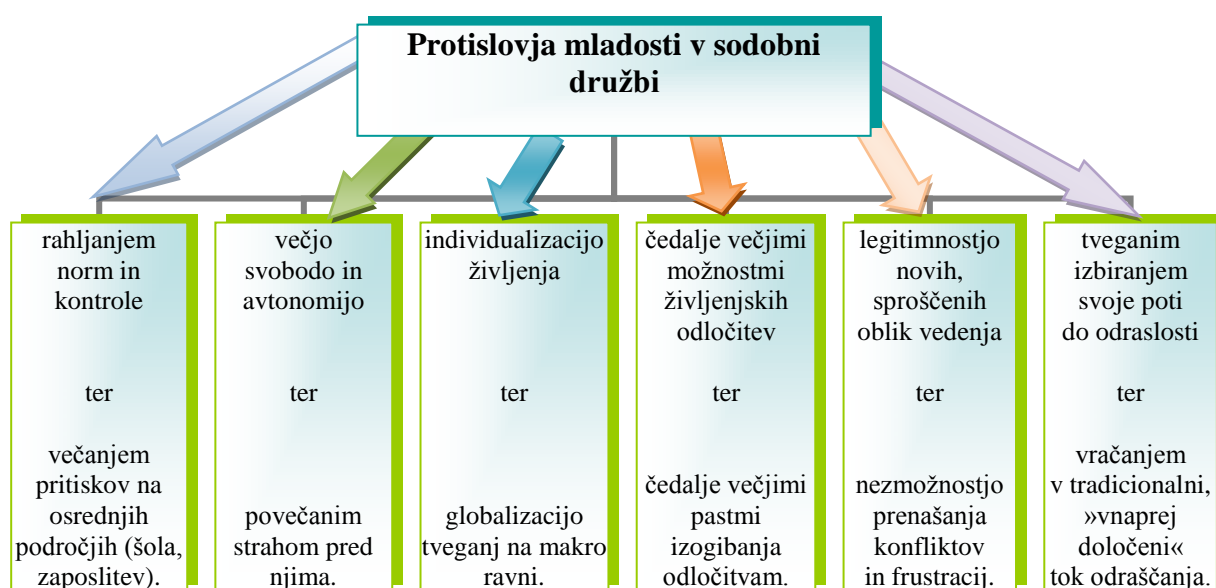 Protislovja mladosti v sodobni
družbi
rahljanjem
norm in
kontrole
ter
večanjem
pritiskov na
osrednjih
področjih (šola,
zaposlitev).
večjo
svobodo in
avtonomijo
ter
povečanim
strahom pred
njima.
individualizacijo
življenja
ter
globalizacijo
tveganj na makro
ravni.
čedalje večjimi
možnostmi
življenjskih
odločitev
ter
čedalje večjimi
pastmi
izogibanja
odločitvam.
legitimnostjo
novih,
sproščenih
oblik vedenja
ter
nezmožnostjo
prenašanja
konfliktov
in frustracij.
tveganim
izbiranjem
svoje poti
do odraslosti
ter
vračanjem
v tradicionalni,
»vnaprej
določeni«
tok odraščanja.